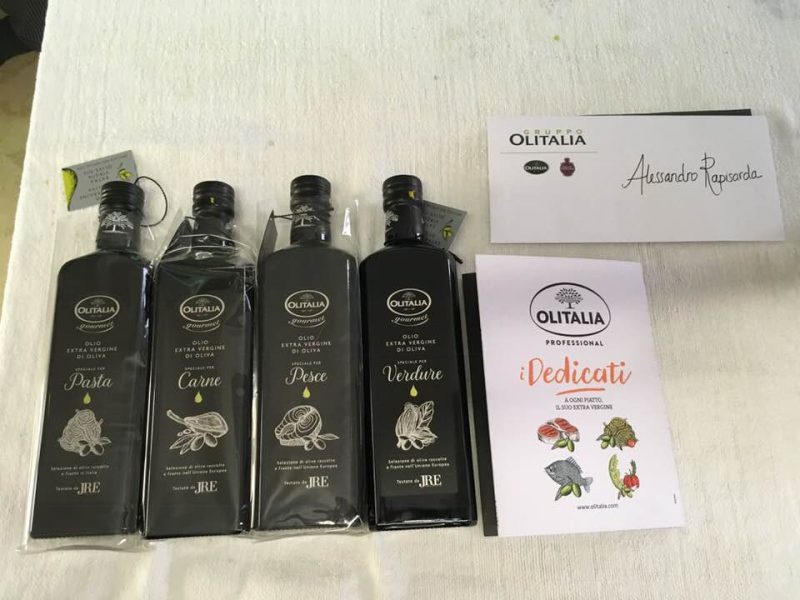 OLITALIA
gourmet
OLIO
EXTRA VERGINE
DI OLIVA
SPECIALE PER
Pasta
Selezione di olive raccolte
e frante in Italia
Testato da JRE
OLITALIA
gourmet
OLIO
EXTRA VERGINE
DI OLIVA
SPECIALE PER
Carne
Selezione di olive raccolte
e frante nell'Unione Europea
Testato da JRE
OLITALIA
gourmet
OLIO
EXTRA VERGINE
DI OLIVA
SPECIALE PER
Pesce
Selezione di olive raccolte
e frante nell'Unione Europea
Testato da JRE
OLITALIA
gourmet
OLIO
EXTRA VERGINE
DI OLIVA
SPECIALE PER
Verdure
Selezione di olive raccolte
e frante nell'Unione Europea
Testato da JRE
GRUPPO
OLITALIA
Alessandro Rapisarda
OLITALIA
PROFESSIONAL
i Dedicati
A OGNI PIATTO,
IL SUO EXTRA VERGINE
www.olitalia.com